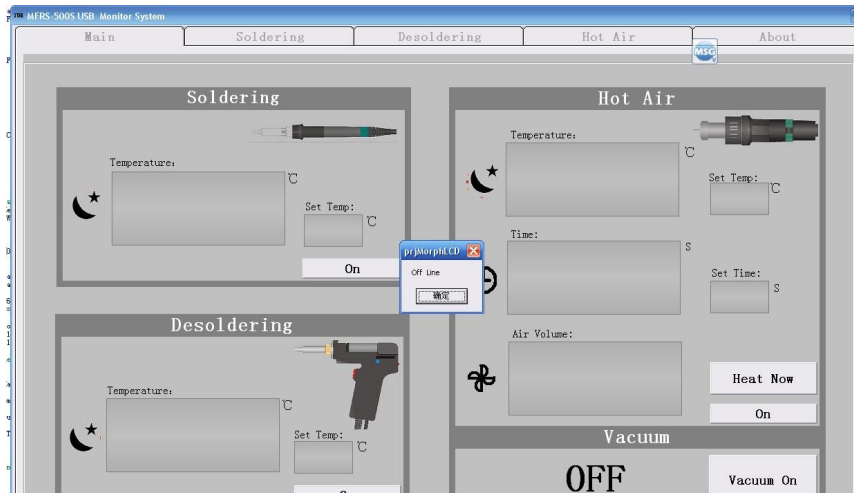 MFRS-500S USB Monitor System
Main
Soldering
Desoldering
Hot Air
About
MSG
Soldering
Temperature:
℃
Set Temp:
℃
On
Desoldering
Temperature:
℃
Set Temp:
℃
Hot Air
Temperature:
℃
Set Temp:
℃
Time:
S
Set Time:
S
Air Volume:
Heat Now
On
Vacuum
OFF
Vacuum On
prjMorphLCD
Off Line
确定